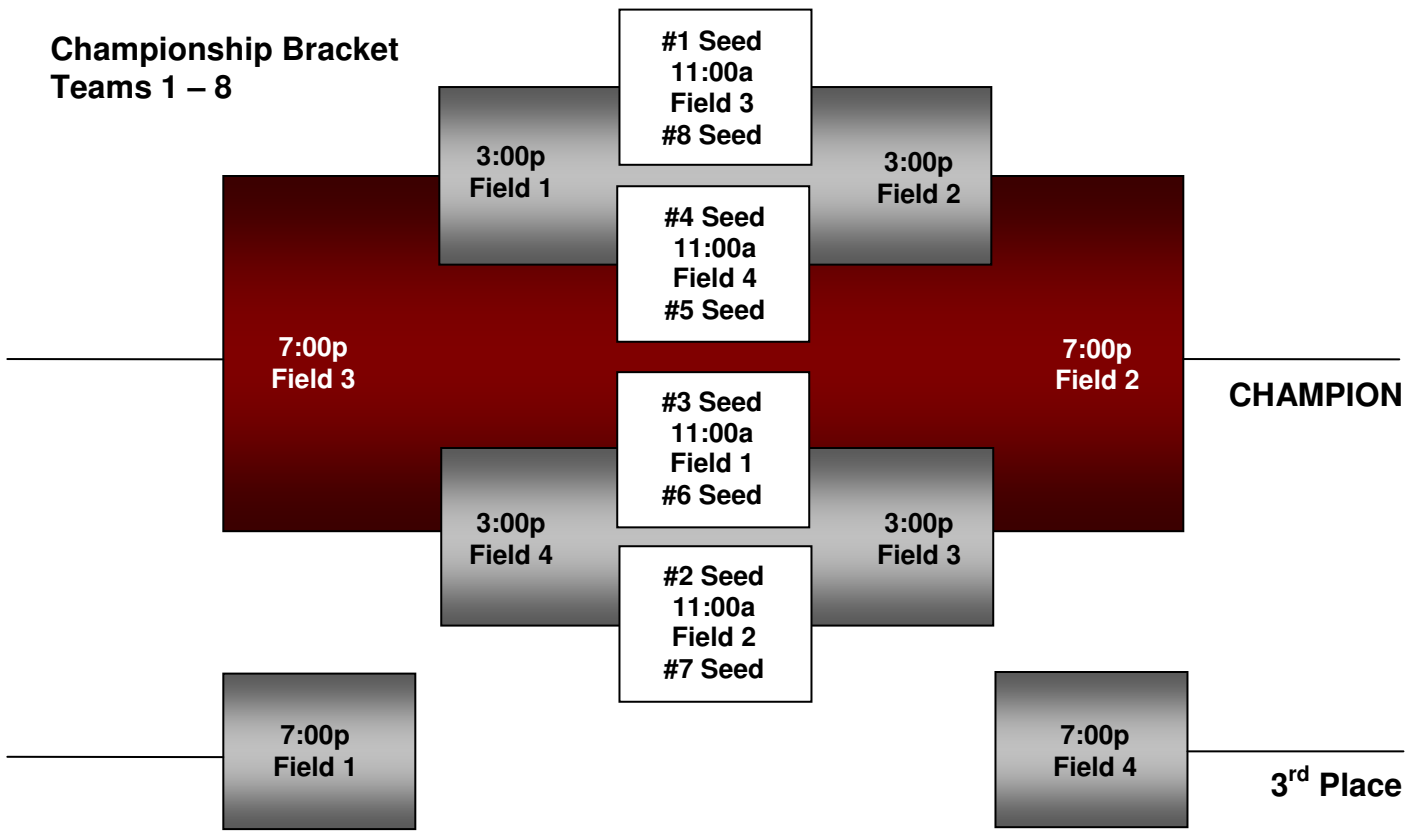 Championship Bracket
Teams 1 – 8
#1 Seed
11:00a
Field 3
#8 Seed
3:00p
Field 1
3:00p
Field 2
#4 Seed
11:00a
Field 4
#5 Seed
7:00p
Field 3
7:00p
Field 2
CHAMPION
#3 Seed
11:00a
Field 1
#6 Seed
3:00p
Field 4
3:00p
Field 3
#2 Seed
11:00a
Field 2
#7 Seed
7:00p
Field 1
7:00p
Field 4
3rd Place